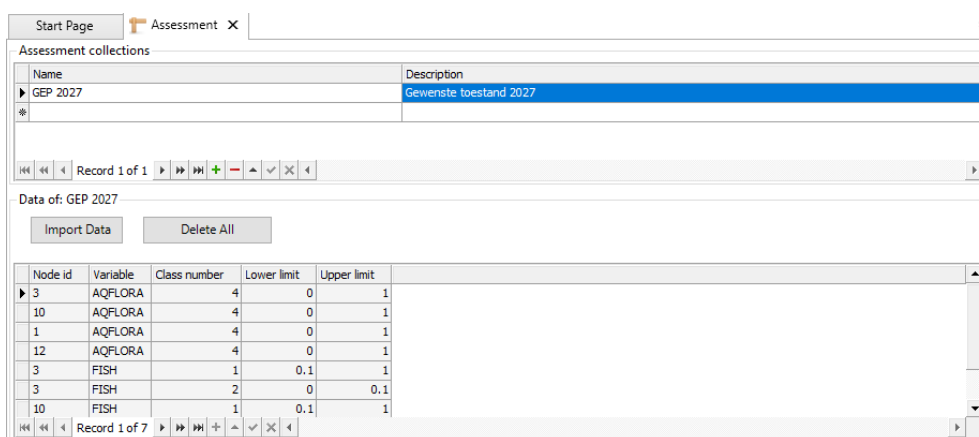 Start Page Assessment
Assessment collections
Name Description
GEP 2027 Gewenste toestand 2027
Record 1 of 1
Data of: GEP 2027
Import Data Delete All
Node id Variable Class number Lower limit Upper limit
3 AQFLORA 4 0 1
10 AQFLORA 4 0 1
1 AQFLORA 4 0 1
12 AQFLORA 4 0 1
3 FISH 1 0.1 1
3 FISH 2 0 0.1
10 FISH 1 0.1 1
Record 1 of 7